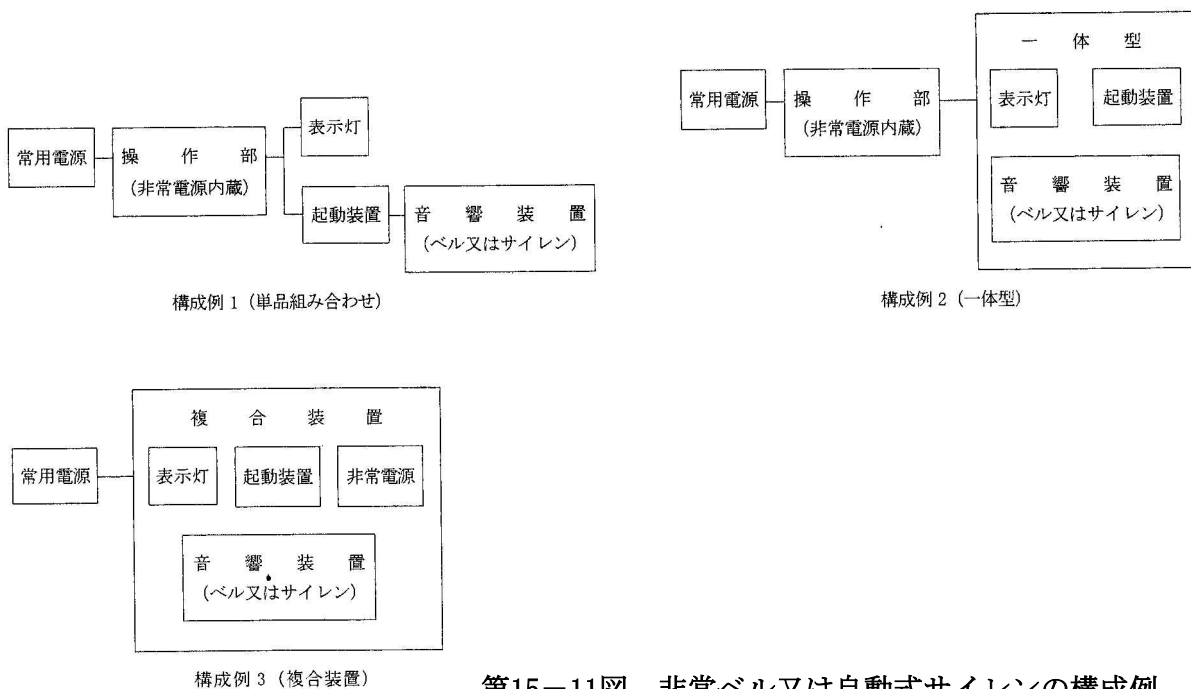 常用電源
操作部
(非常電源内蔵)
表示灯
起動装置
音響装置
(ベル又はサイレン)
構成例1 (単品組み合わせ)
常用電源
操作部
(非常電源内蔵)
一体型
表示灯
起動装置
音響装置
(ベル又はサイレン)
構成例2 (一体型)
常用電源
複合装置
表示灯
起動装置
非常電源
音響装置
(ベル又はサイレン)
構成例3 (複合装置)
第15-11図 非常ベル又は自動式サイレンの構成例